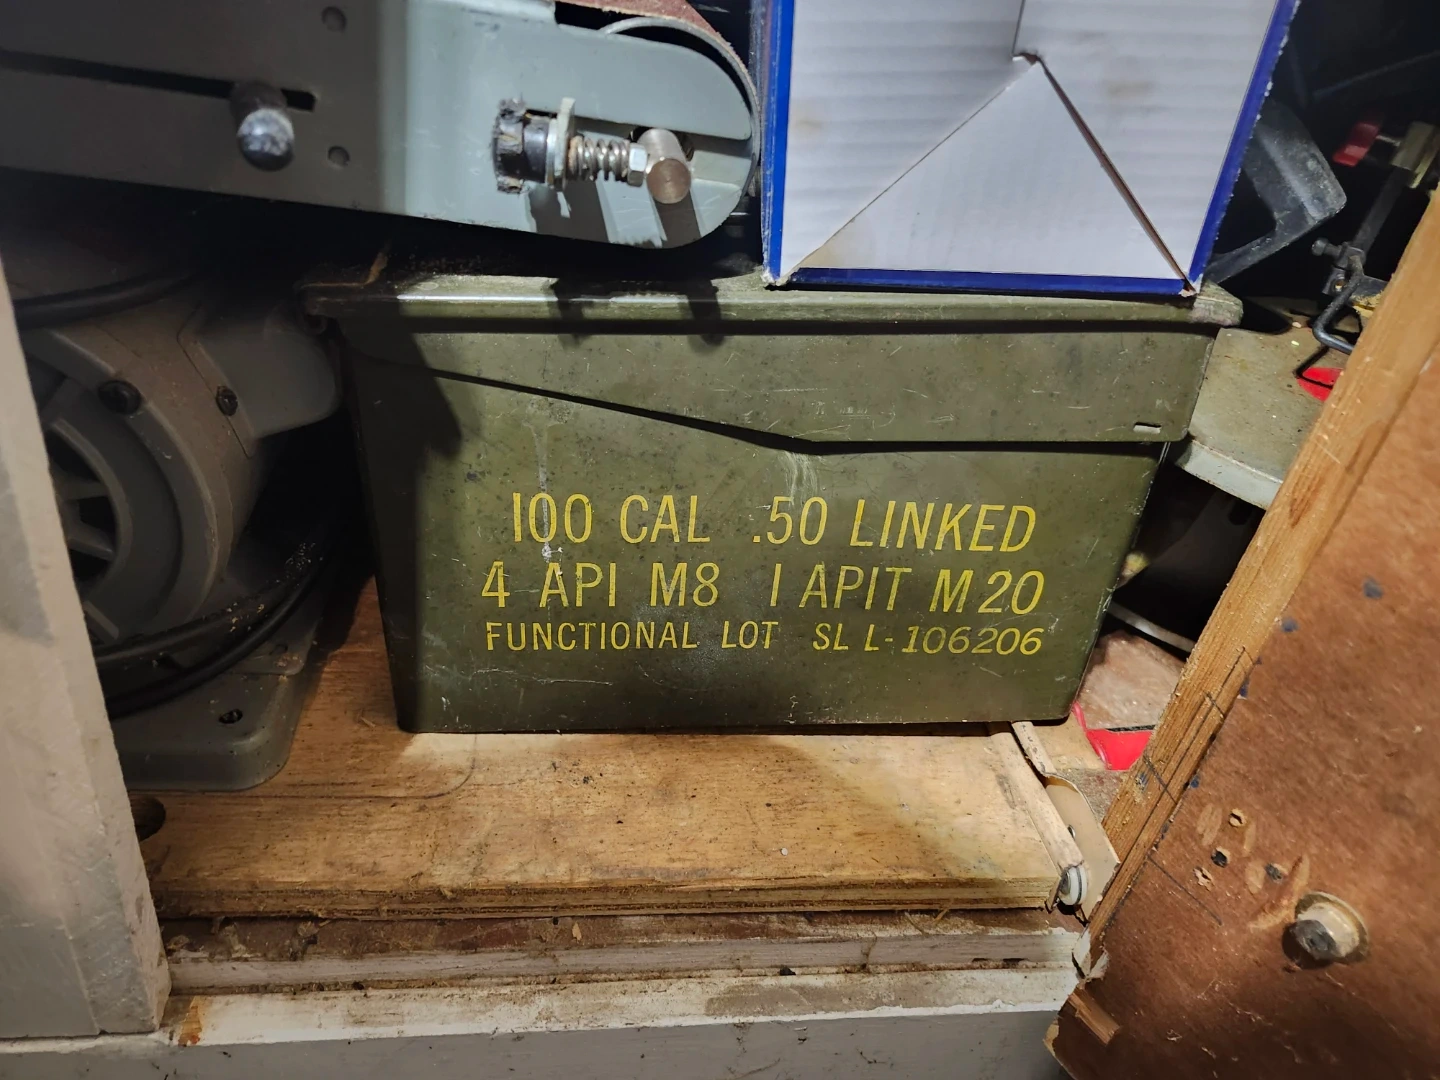 100 CAL .50 LINKED
4 API M8 1 APIT M20
FUNCTIONAL LOT SL L-106206